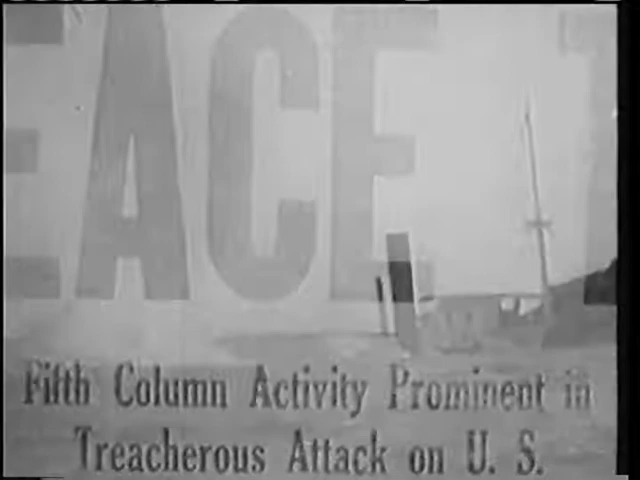 EACE
Fifth Column Activity Prominent in
Treacherous Attack on U. S.